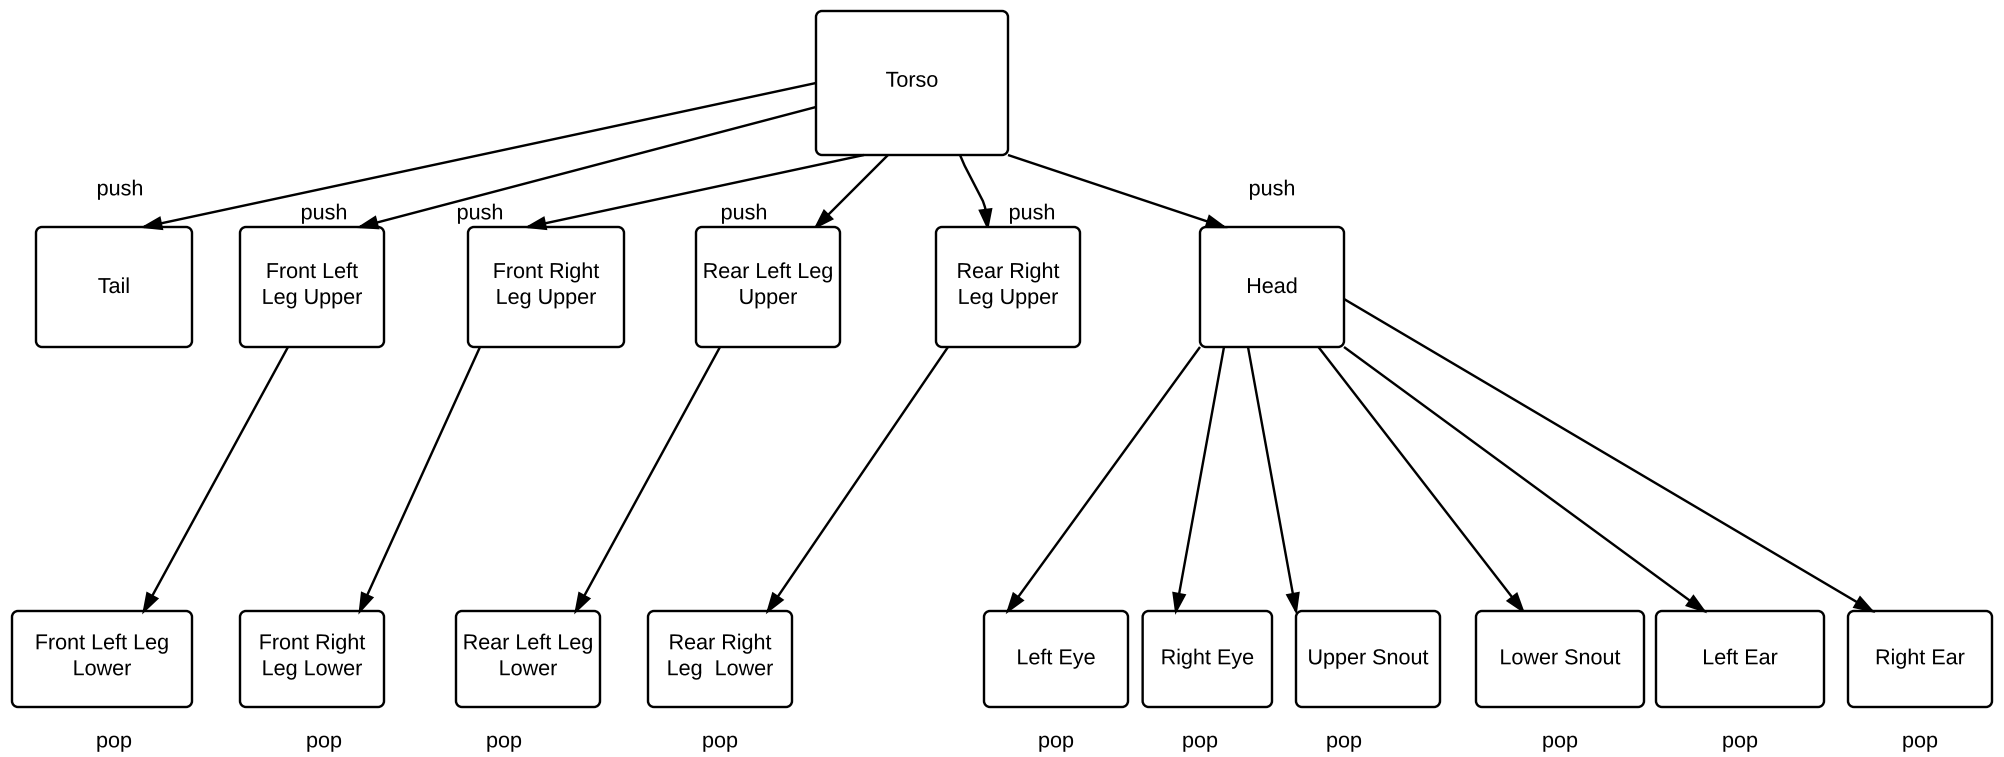 Torso
push
push
push
push
push
push
Tail
Front Left
Leg Upper
Front Right
Leg Upper
Rear Left Leg
Upper
Rear Right
Leg Upper
Head
Front Left Leg
Lower
Front Right
Leg Lower
Rear Left Leg
Lower
Rear Right
Leg  Lower
Left Eye
Right Eye
Upper Snout
Lower Snout
Left Ear
Right Ear
pop
pop
pop
pop
pop
pop
pop
pop
pop
pop